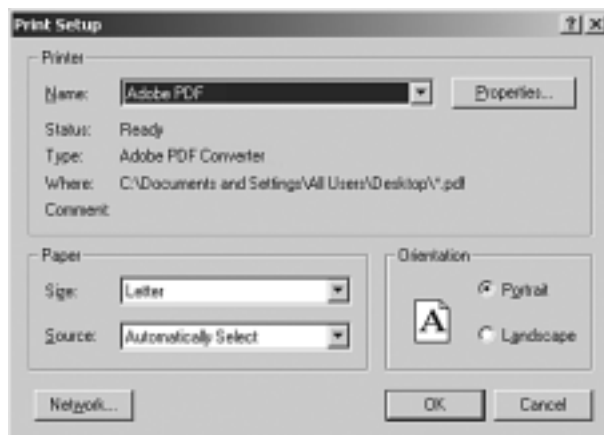 Print Setup
Printer
Name: Adobe PDF Properties...
Status: Ready
Type: Adobe PDF Converter
Where: C:\Documents and Settings\All Users\Desktop\*.pdf
Comment:
Paper
Size: Letter
Source: Automatically Select
Orientation
A
Portrait
Landscape
Network... OK Cancel